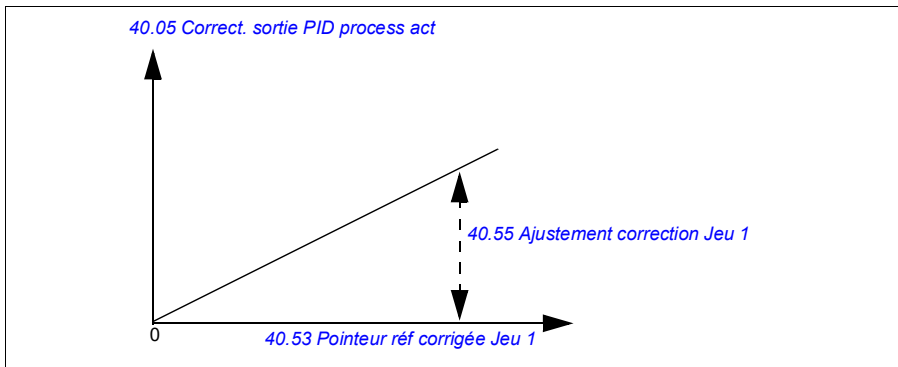 40.05 Correct. sortie PID process act
40.55 Ajustement correction Jeu 1
0
40.53 Pointeur réf corrigée Jeu 1